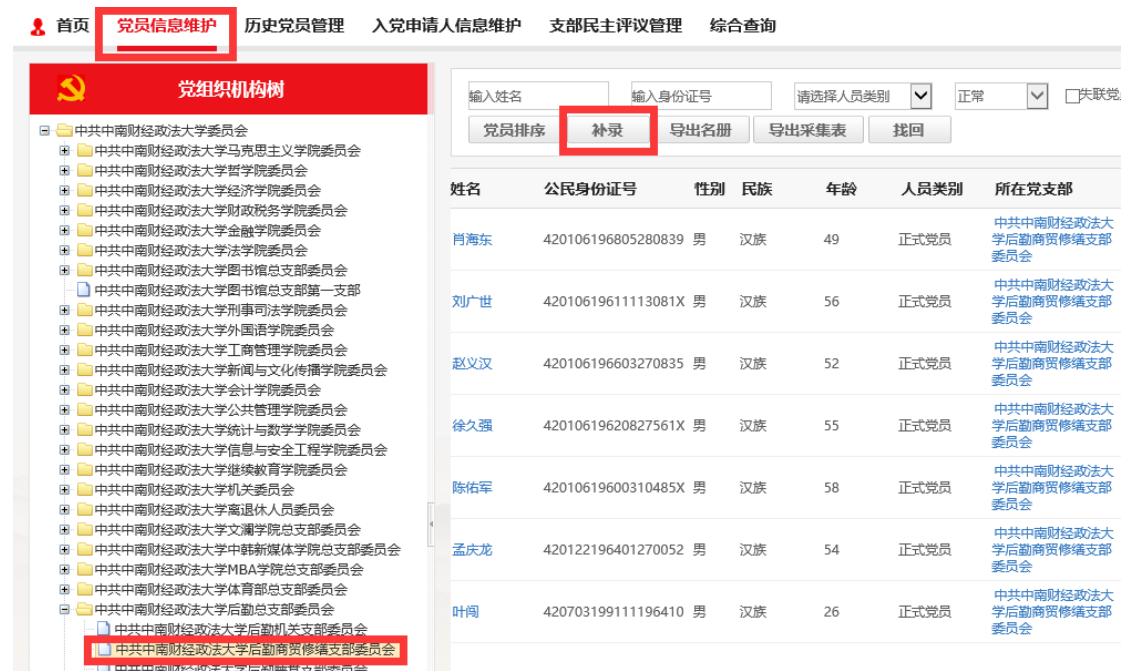 首页 党员信息维护 历史党员管理 入党申请人信息维护 支部民主评议管理 综合查询
党组织机构树
中共中南财经政法大学委员会
中共中南财经政法大学马克思主义学院委员会
中共中南财经政法大学哲学院委员会
中共中南财经政法大学经济学院委员会
中共中南财经政法大学财政税务学院委员会
中共中南财经政法大学金融学院委员会
中共中南财经政法大学法学院委员会
中共中南财经政法大学图书馆总支部委员会
中共中南财经政法大学图书馆总支部第一支部
中共中南财经政法大学刑事司法学院委员会
中共中南财经政法大学外国语学院委员会
中共中南财经政法大学工商管理学院委员会
中共中南财经政法大学新闻与文化传播学院委员会
中共中南财经政法大学会计学院委员会
中共中南财经政法大学公共管理学院委员会
中共中南财经政法大学统计与数学学院委员会
中共中南财经政法大学信息与安全工程学院委员会
中共中南财经政法大学继续教育学院委员会
中共中南财经政法大学机关委员会
中共中南财经政法大学离退休人员委员会
中共中南财经政法大学文澜学院总支部委员会
中共中南财经政法大学中韩新媒体学院总支部委员会
中共中南财经政法大学MBA学院总支部委员会
中共中南财经政法大学体育部总支部委员会
中共中南财经政法大学后勤总支部委员会
中共中南财经政法大学后勤机关支部委员会
中共中南财经政法大学后勤商贸修缮支部委员会
输入姓名 输入身份证号 请选择人员类别 正常 失联党
党员排序 补录 导出名册 导出采集表 找回
姓名 公民身份证号 性别 民族 年龄 人员类别 所在党支部
肖海东 420106196805280839 男 汉族 49 正式党员 中共中南财经政法大
学后勤商贸修缮支部
委员会
刘广世 42010619611113081X 男 汉族 56 正式党员 中共中南财经政法大
学后勤商贸修缮支部
委员会
赵义汉 420106196603270835 男 汉族 52 正式党员 中共中南财经政法大
学后勤商贸修缮支部
委员会
徐久强 42010619620827561X 男 汉族 55 正式党员 中共中南财经政法大
学后勤商贸修缮支部
委员会
陈佑军 42010619600310485X 男 汉族 58 正式党员 中共中南财经政法大
学后勤商贸修缮支部
委员会
孟庆龙 420122196401270052 男 汉族 54 正式党员 中共中南财经政法大
学后勤商贸修缮支部
委员会
叶闯 420703199111196410 男 汉族 26 正式党员 中共中南财经政法大
学后勤商贸修缮支部
委员会